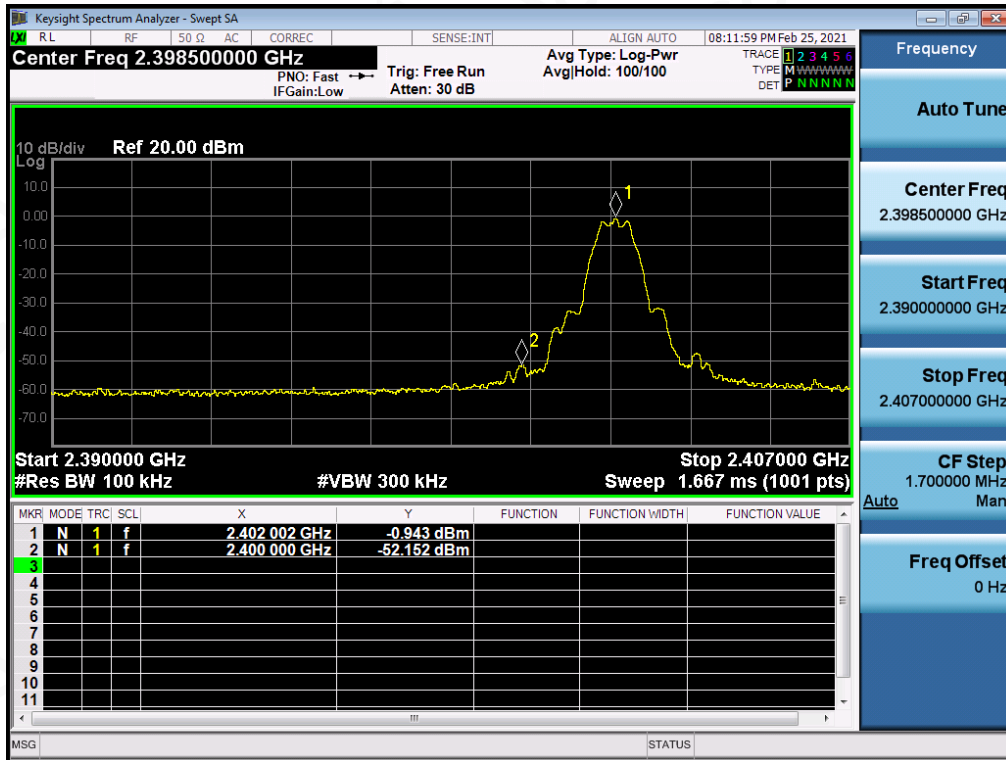 Keysight Spectrum Analyzer - Swept SA
LXI RL RF 50 Ω AC CORREC SENSE:INT ALIGN AUTO 08:11:59 PM Feb 25, 2021
Center Freq 2.398500000 GHz
PNO: Fast
IFGain:Low
Trig: Free Run
Atten: 30 dB
Avg Type: Log-Pwr
Avg|Hold: 100/100
TRACE 1 2 3 4 5 6
TYPE M WWWWW
DET P N N N N N
10 dB/div Ref 20.00 dBm
Log
10.0
0.00
-10.0
-20.0
-30.0
-40.0
-50.0
-60.0
-70.0
1
2
Start 2.390000 GHz Stop 2.407000 GHz
#Res BW 100 kHz #VBW 300 kHz Sweep 1.667 ms (1001 pts)
MKR MODE TRC SCL X Y FUNCTION FUNCTION WIDTH FUNCTION VALUE
1 N 1 f 2.402 002 GHz -0.943 dBm
2 N 1 f 2.400 000 GHz -52.152 dBm
3
4
5
6
7
8
9
10
11
MSG STATUS
Frequency
Auto Tune
Center Freq
2.398500000 GHz
Start Freq
2.390000000 GHz
Stop Freq
2.407000000 GHz
CF Step
1.700000 MHz
Auto Man
Freq Offset
0 Hz